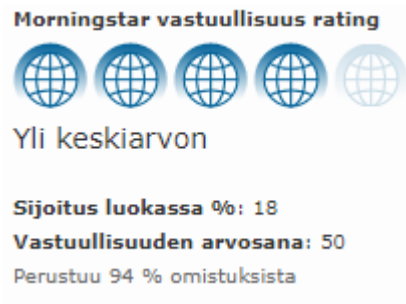 Morningstar vastuullisuus rating
Yli keskiarvon
Sijoitus luokassa %: 18
Vastuullisuuden arvosana: 50
Perustuu 94 % omistuksista